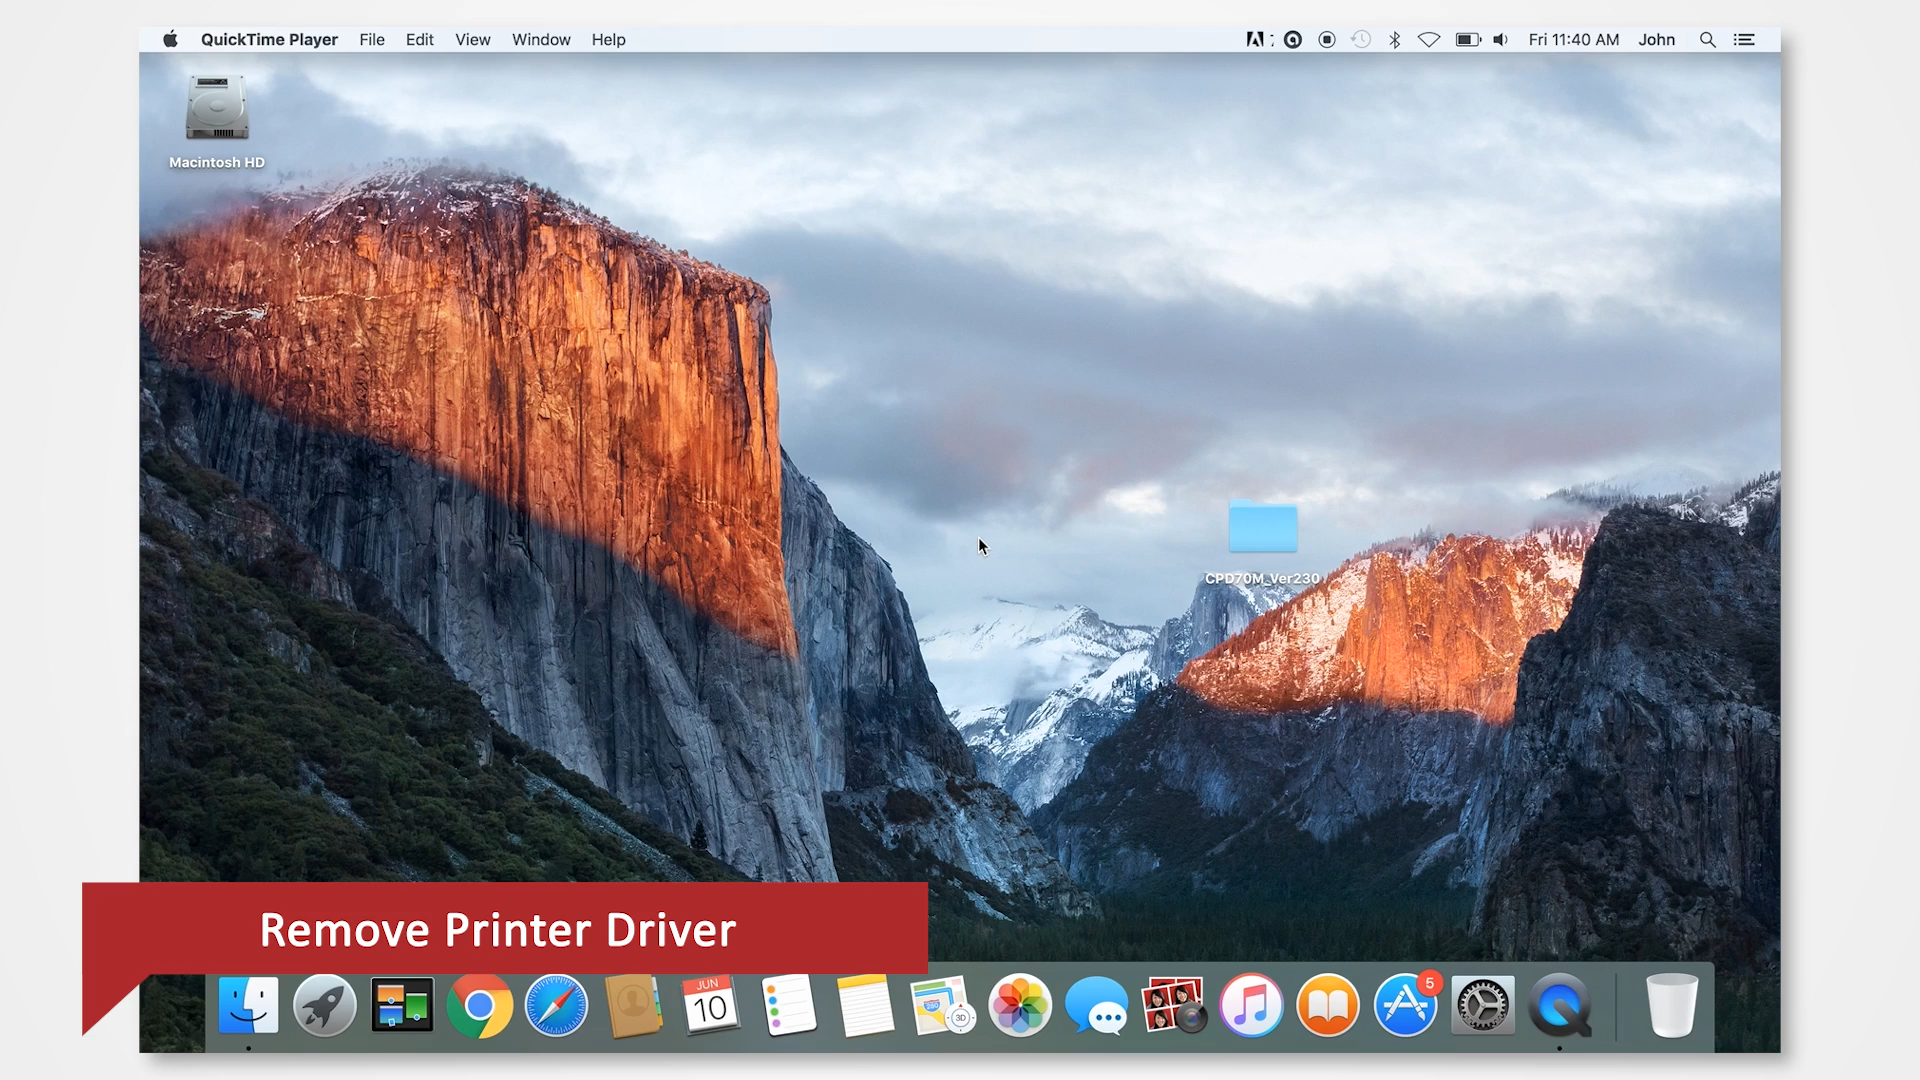 QuickTime Player File Edit View Window Help Fri 11:40 AM John
Macintosh HD
CPD70M_Ver230
Remove Printer Driver
JUN
10
3D
5